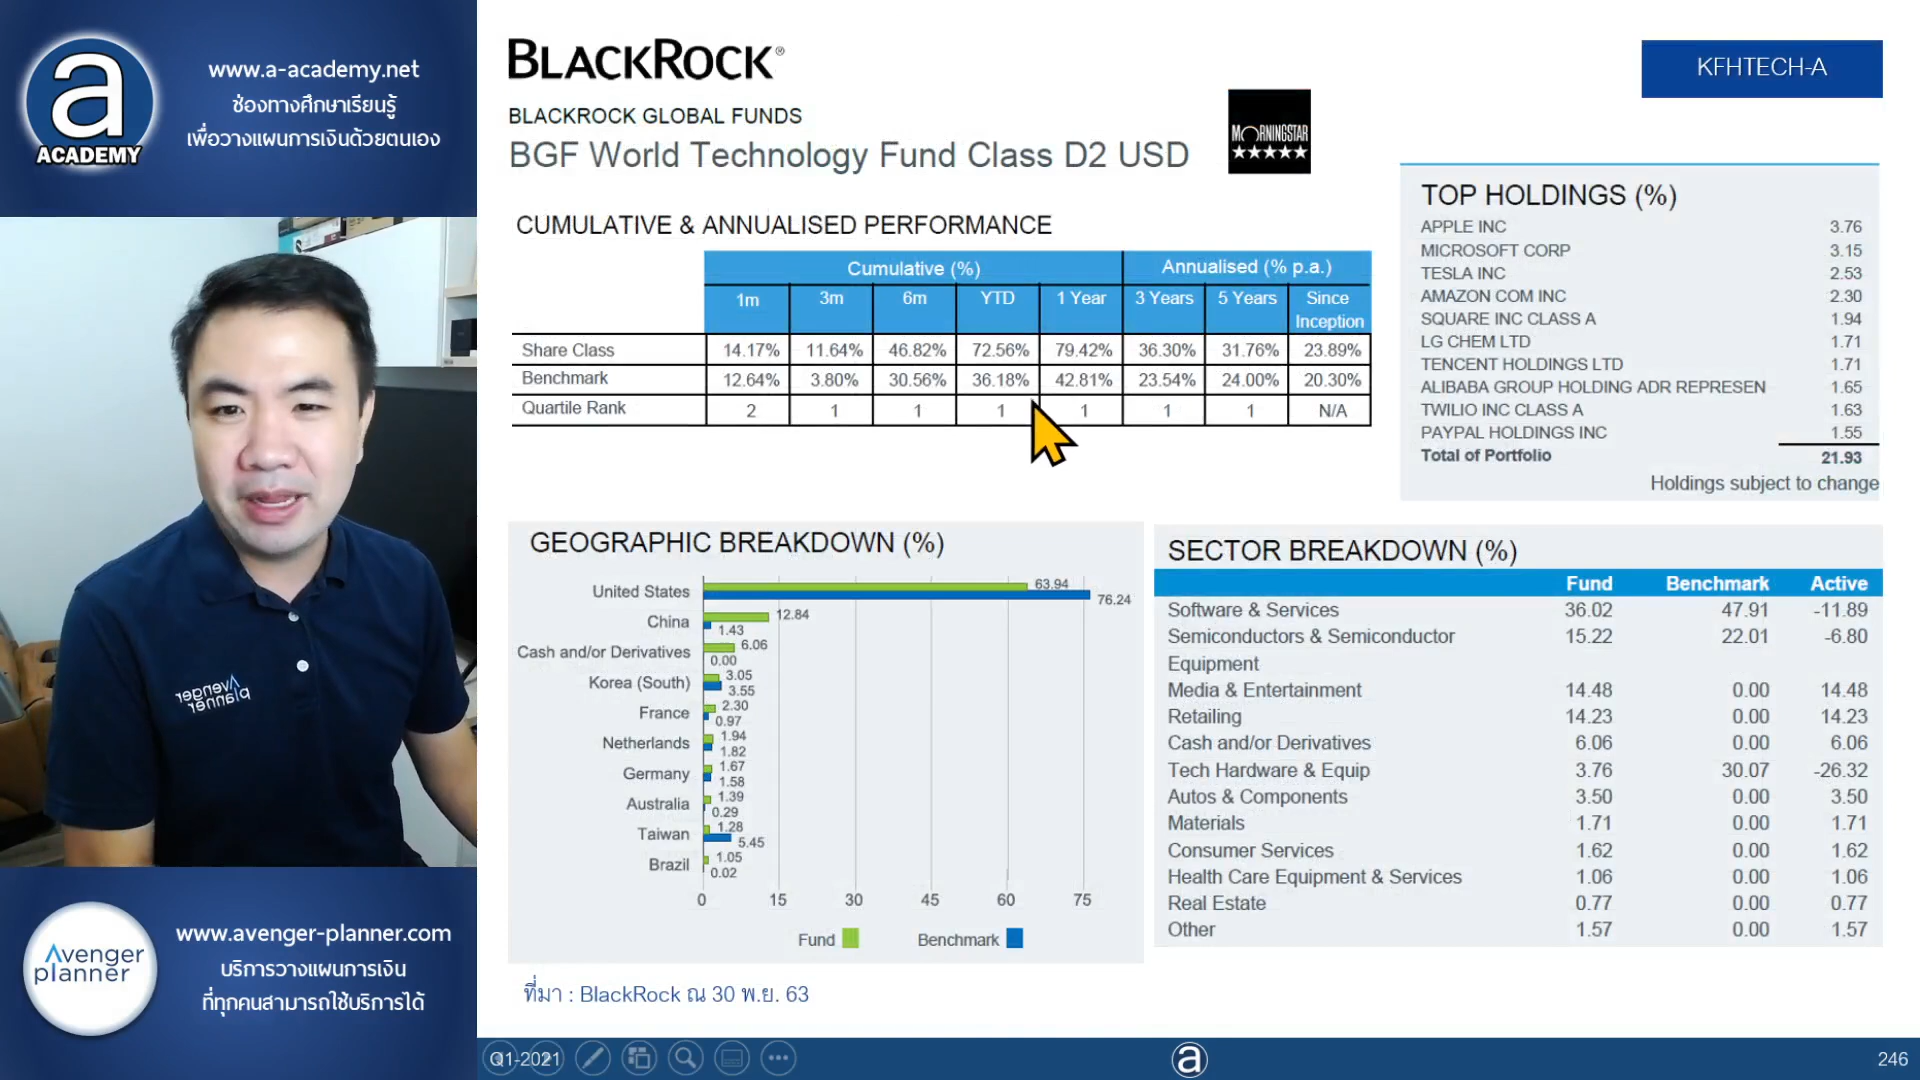 a
ACADEMY
www.a-academy.net
ช่องทางศึกษาเรียนรู้
เพื่อวางแผนการเงินด้วยตนเอง
Avenger
planner
Avenger
planner
www.avenger-planner.com
บริการวางแผนการเงิน
ที่ทุกคนสามารถใช้บริการได้
BLACKROCK®
KFHTECH-A
BLACKROCK GLOBAL FUNDS
BGF World Technology Fund Class D2 USD
MORNINGSTAR
★★★★★
CUMULATIVE & ANNUALISED PERFORMANCE
Cumulative (%) Annualised (% p.a.)
1m 3m 6m YTD 1 Year 3 Years 5 Years Since
Inception
Share Class 14.17% 11.64% 46.82% 72.56% 79.42% 36.30% 31.76% 23.89%
Benchmark 12.64% 3.80% 30.56% 36.18% 42.81% 23.54% 24.00% 20.30%
Quartile Rank 2 1 1 1 1 1 1 N/A
TOP HOLDINGS (%)
APPLE INC 3.76
MICROSOFT CORP 3.15
TESLA INC 2.53
AMAZON COM INC 2.30
SQUARE INC CLASS A 1.94
LG CHEM LTD 1.71
TENCENT HOLDINGS LTD 1.71
ALIBABA GROUP HOLDING ADR REPRESEN 1.65
TWILIO INC CLASS A 1.63
PAYPAL HOLDINGS INC 1.55
Total of Portfolio 21.93
Holdings subject to change
GEOGRAPHIC BREAKDOWN (%)
United States 63.94
76.24
China 12.84
1.43
Cash and/or Derivatives 6.06
0.00
Korea (South) 3.05
3.55
France 2.30
0.97
Netherlands 1.94
1.82
Germany 1.67
1.58
Australia 1.39
0.29
Taiwan 1.28
5.45
Brazil 1.05
0.02
0 15 30 45 60 75
Fund Benchmark
SECTOR BREAKDOWN (%)
Fund Benchmark Active
Software & Services 36.02 47.91 -11.89
Semiconductors & Semiconductor 15.22 22.01 -6.80
Equipment
Media & Entertainment 14.48 0.00 14.48
Retailing 14.23 0.00 14.23
Cash and/or Derivatives 6.06 0.00 6.06
Tech Hardware & Equip 3.76 30.07 -26.32
Autos & Components 3.50 0.00 3.50
Materials 1.71 0.00 1.71
Consumer Services 1.62 0.00 1.62
Health Care Equipment & Services 1.06 0.00 1.06
Real Estate 0.77 0.00 0.77
Other 1.57 0.00 1.57
ที่มา : BlackRock ณ 30 พ.ย. 63
Q1-2021
a
246